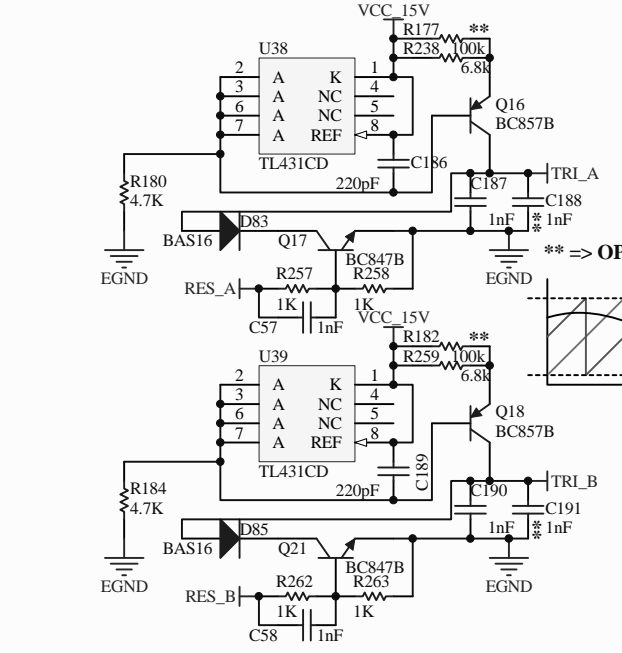 VCC_15V
R177 **
R238 100k
6.8k
U38
2 A K 1
3 A NC 4
6 A NC 5
7 A REF 8
TL431CD
Q16
BC857B
C186
220pF
R180
4.7K
EGND
TRI_A
C187
1nF
C188
1nF
**
D83
BAS16
Q17
BC847B
EGND
** => OP
R257
1K
R258
1K
RES_A
C57
1nF
VCC_15V
R182 **
R259 100k
6.8k
U39
2 A K 1
3 A NC 4
6 A NC 5
7 A REF 8
TL431CD
Q18
BC857B
C189
220pF
R184
4.7K
EGND
TRI_B
C190
1nF
C191
1nF
**
D85
BAS16
Q21
BC847B
EGND
R262
1K
R263
1K
RES_B
C58
1nF